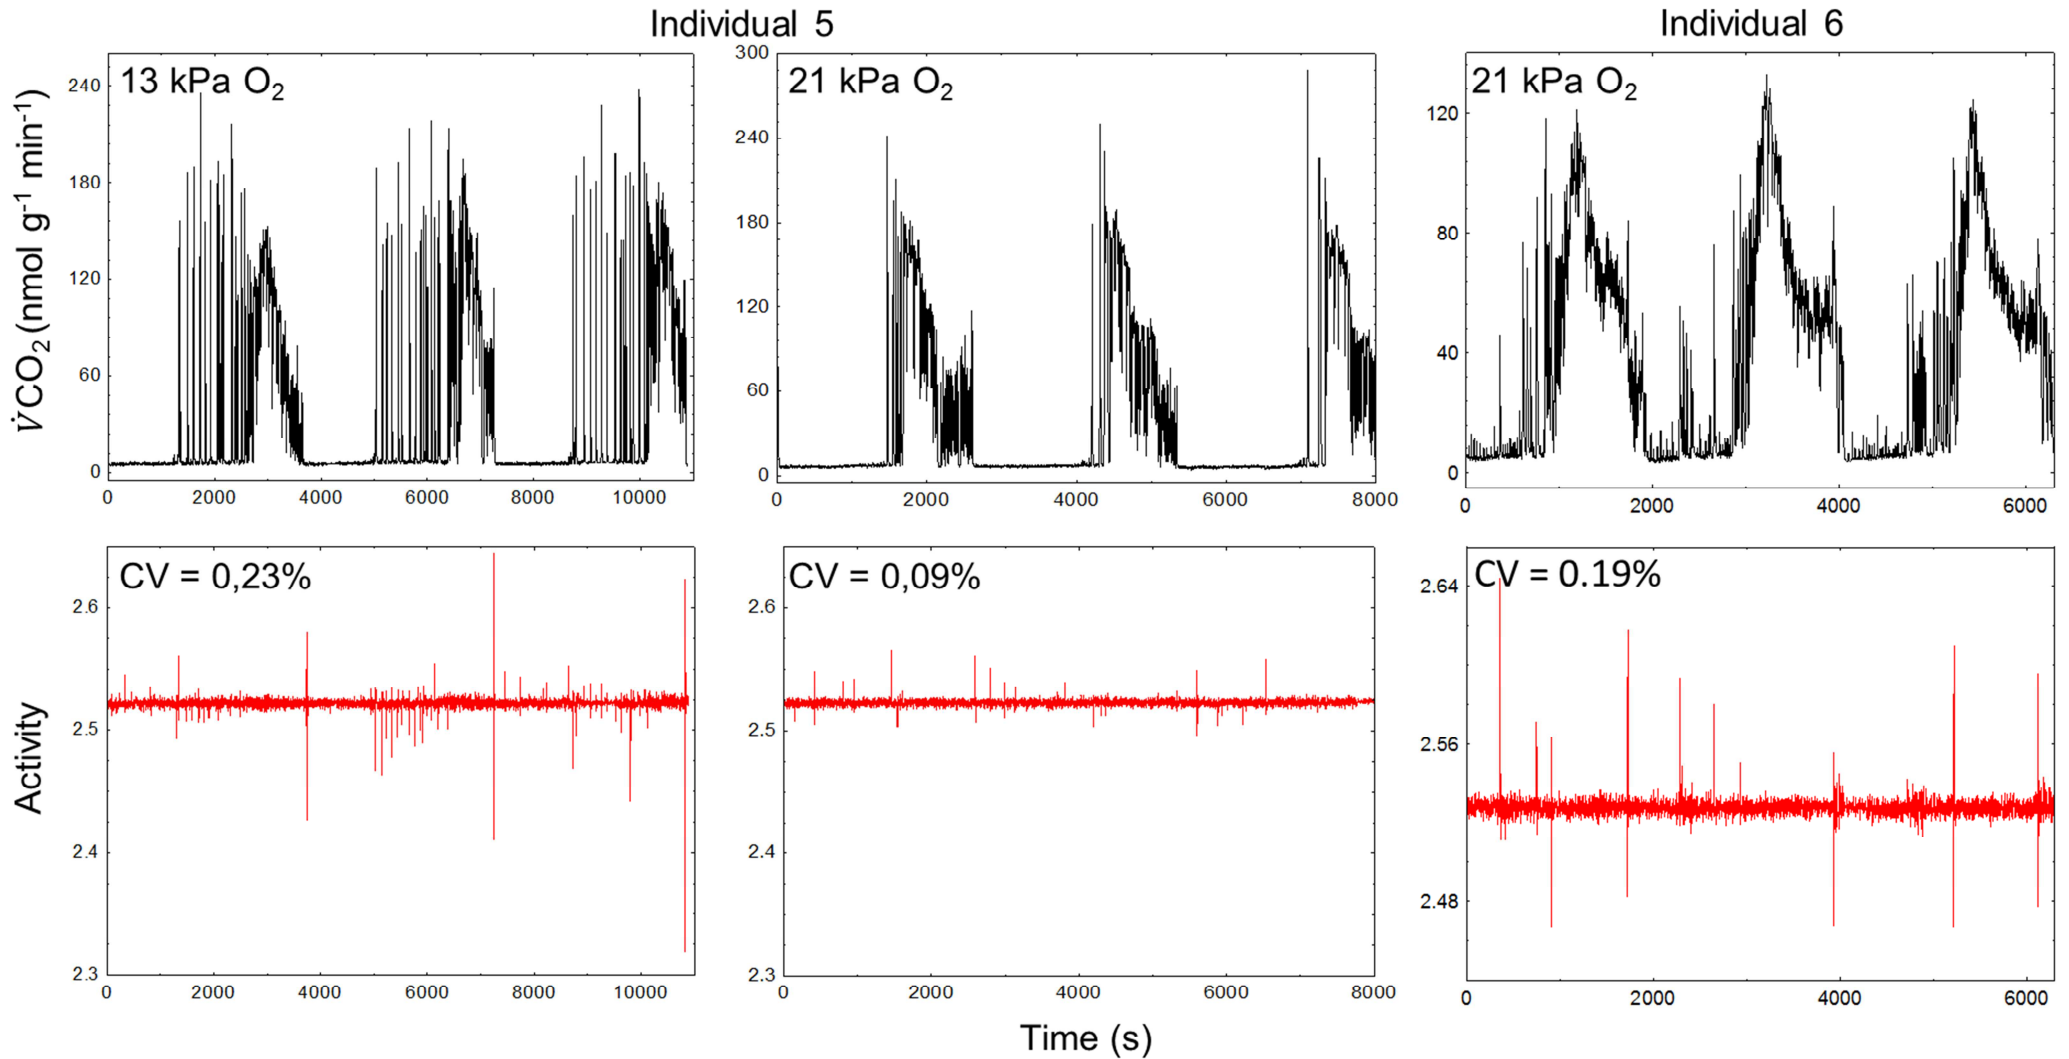 Individual 5
Individual 6
V̇CO₂ (nmol g⁻¹ min⁻¹)
13 kPa O₂
240
180
120
60
0
0 2000 4000 6000 8000 10000
21 kPa O₂
300
240
180
120
60
0
0 2000 4000 6000 8000
21 kPa O₂
120
80
40
0
0 2000 4000 6000
Activity
CV = 0,23%
2.6
2.5
2.4
2.3
0 2000 4000 6000 8000 10000
CV = 0,09%
2.6
2.5
2.4
2.3
0 2000 4000 6000 8000
CV = 0.19%
2.64
2.56
2.48
0 2000 4000 6000
Time (s)